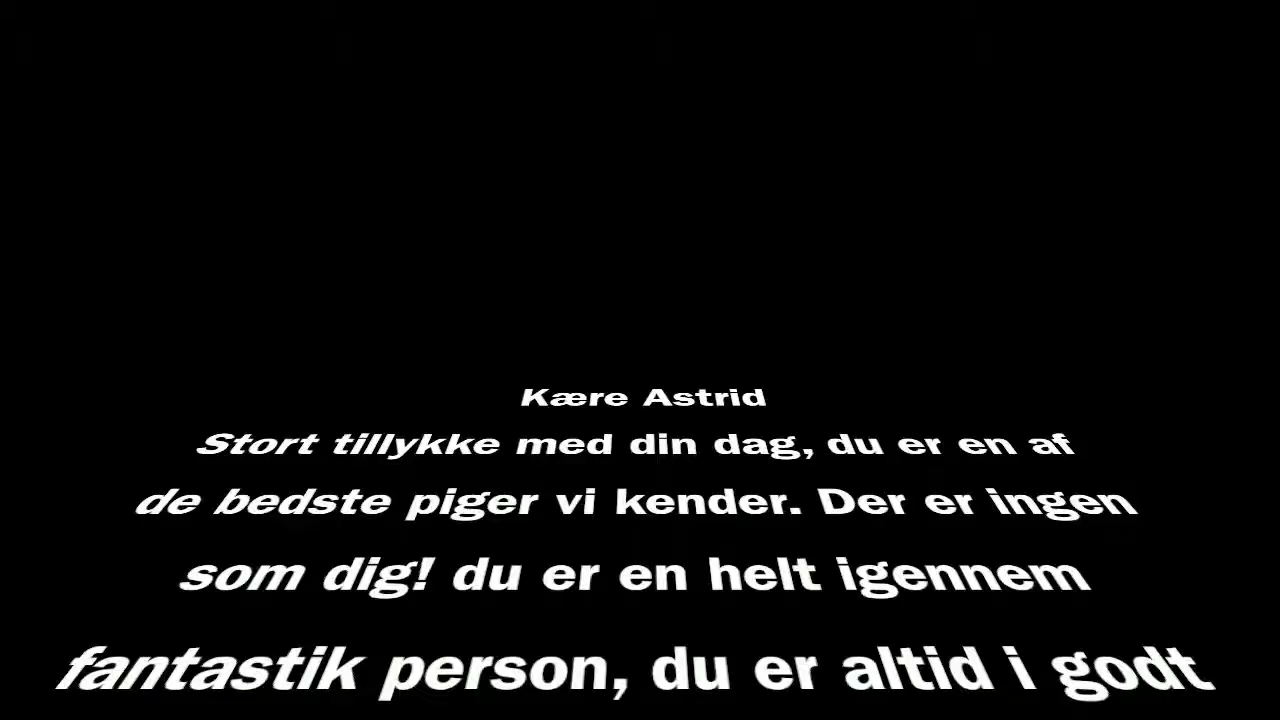 Kære Astrid
Stort tillykke med din dag, du er en af
de bedste piger vi kender. Der er ingen
som dig! du er en helt igennem
fantastik person, du er altid i godt